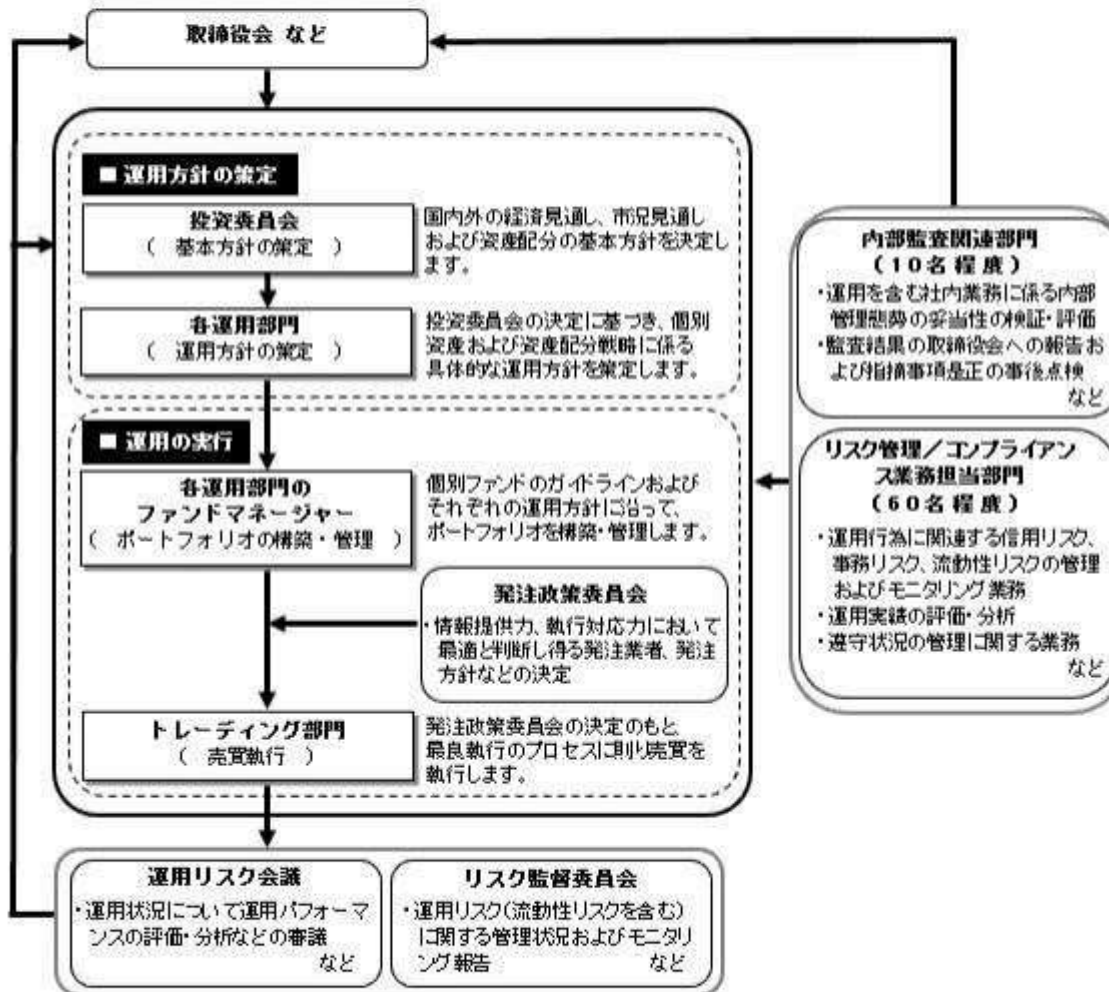 取締役会 など
■ 運用方針の策定
投資委員会
( 基本方針の策定 )
国内外の経済見通し、市況見通し
および資産配分の基本方針を決定し
ます。
各運用部門
( 運用方針の策定 )
投資委員会の決定に基づき、個別
資産および資産配分戦略に係る
具体的な運用方針を策定します。
■ 運用の実行
各運用部門の
ファンドマネージャー
( ポートフォリオの構築・管理 )
個別ファンドのガイドラインおよび
それぞれの運用方針に沿って、
ポートフォリオを構築・管理します。
発注政策委員会
・情報提供力、執行対応力において
最適と判断し得る発注業者、発注
方針などの決定
トレーディング部門
( 売買執行 )
発注政策委員会の決定のもと
最良執行のプロセスに則り売買を
執行します。
内部監査関連部門
(10名程度)
・運用を含む社内業務に係る内部
管理態勢の妥当性の検証・評価
・監査結果の取締役会への報告お
よび指摘事項是正の事後点検
など
リスク管理/コンプライアン
ス業務担当部門
(60名程度)
・運用行為に関連する信用リスク、
事務リスク、流動性リスクの管理
およびモニタリング業務
・運用実績の評価・分析
・遵守状況の管理に関する業務
など
運用リスク会議
・運用状況について運用パフォーマ
ンスの評価・分析などの審議
など
リスク監督委員会
・運用リスク(流動性リスクを含む)
に関する管理状況およびモニタリ
ング報告 など